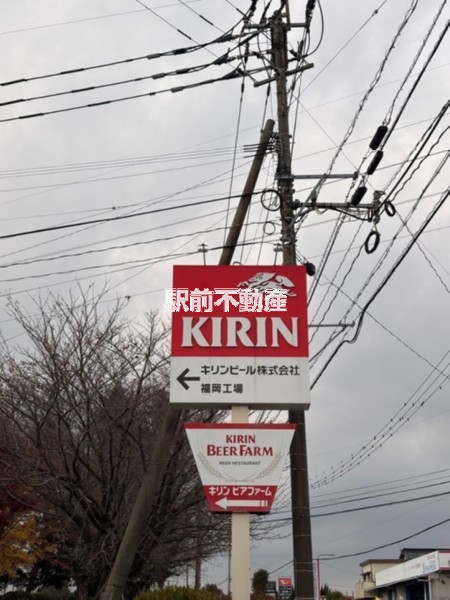 駅前不動産
KIRIN
キリンビール株式会社
福岡工場
KIRIN
BEER FARM
BEER RESTAURANT
キリン ビアファーム